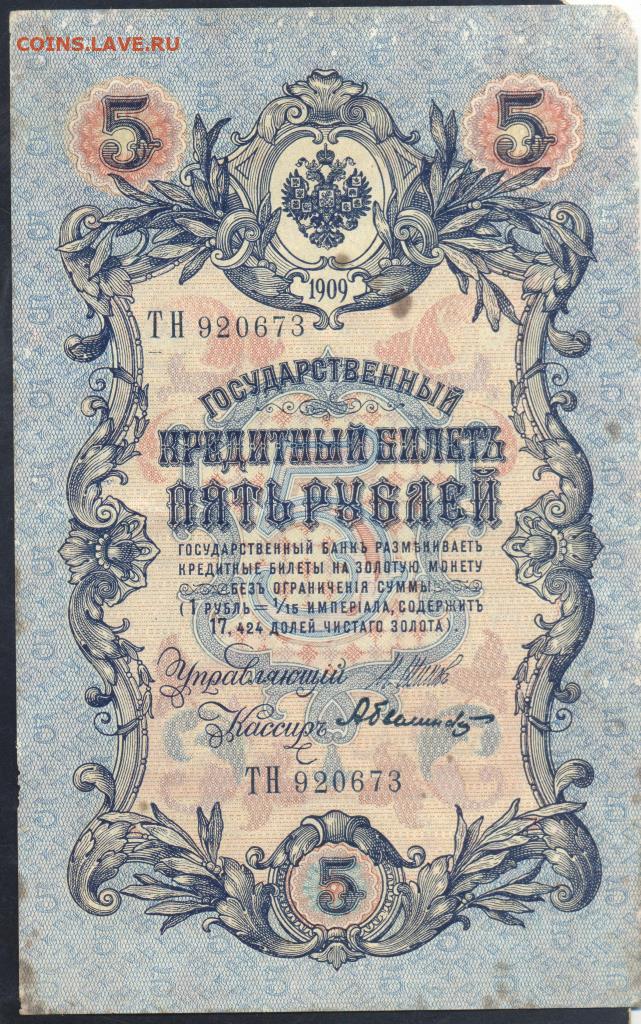 COINS.LAVE.RU
5 5
1909
ТН 920673
ГОСУДАРСТВЕННЫЙ
КРЕДИТНЫЙ БИЛЕТЪ
ПЯТЬ РУБЛЕЙ
ГОСУДАРСТВЕННЫЙ БАНКЪ РАЗМѢНИВАЕТЪ
КРЕДИТНЫЕ БИЛЕТЫ НА ЗОЛОТУЮ МОНЕТУ
БЕЗЪ ОГРАНИЧЕНІЯ СУММЫ
(1 РУБЛЬ = 1/15 ИМПЕРІАЛА, СОДЕРЖИТЪ
17,424 ДОЛЕЙ ЧИСТАГО ЗОЛОТА).
Управляющій
Кассиръ
ТН 920673
5